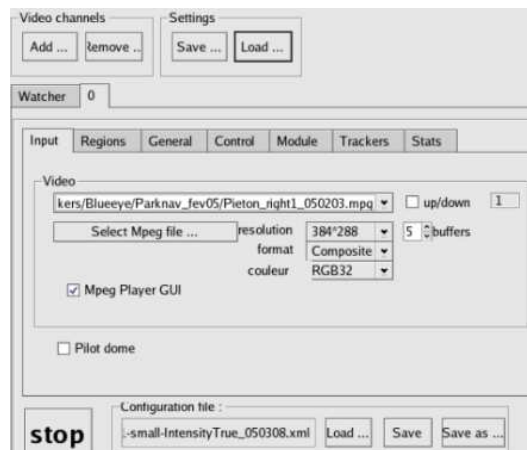 Video channels
Settings
Add ...
Remove ..
Save ...
Load ...
Watcher
0
Input
Regions
General
Control
Module
Trackers
Stats
Video
kers/Blueeye/Parknav_fev05/Pieton_right1_050203.mpg
up/down
1
Select Mpeg file ...
resolution
384*288
5
buffers
format
Composite
couleur
RGB32
Mpeg Player GUI
Pilot dome
stop
Configuration file :
.-small-IntensityTrue_050308.xml
Load ...
Save
Save as ...